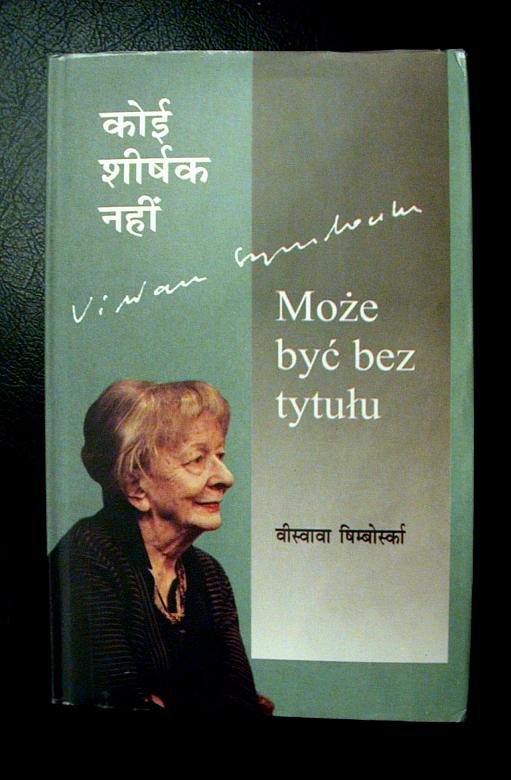 कोई
शीर्षक
नहीं
Może
być bez
tytułu
वीस्वावा षिम्बोर्स्का